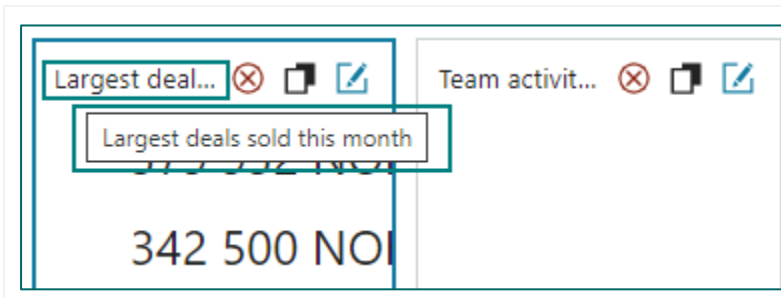 Largest deal... Team activit...
Largest deals sold this month
342 500 NO